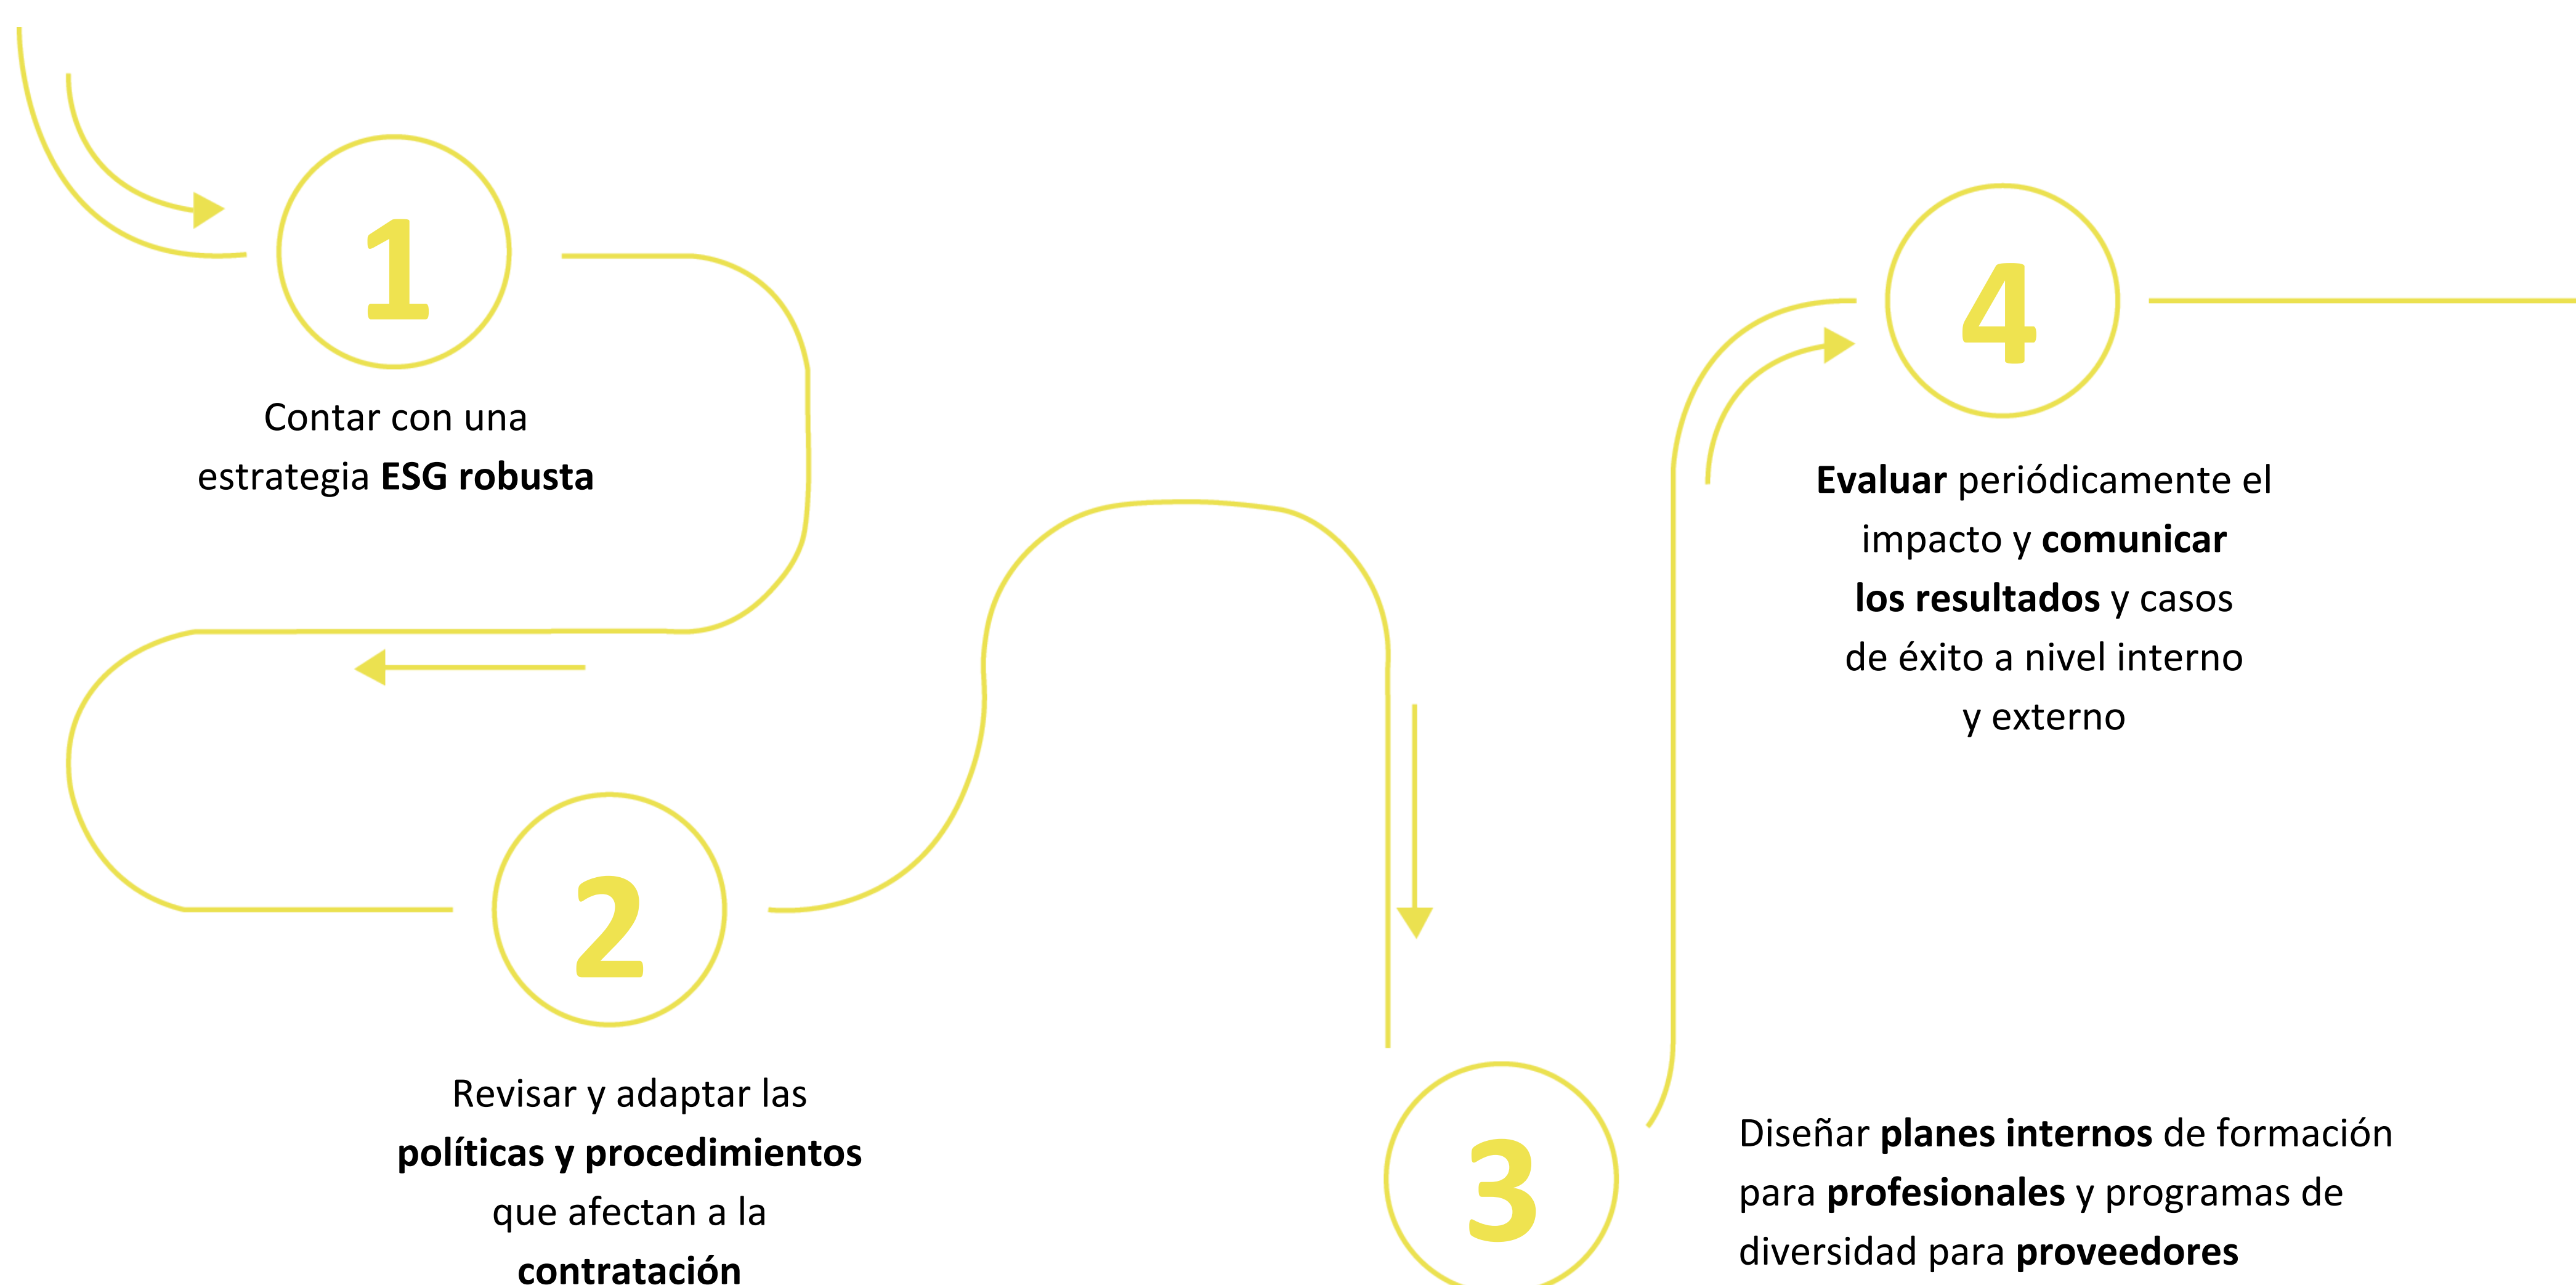 1
Contar con una
estrategia ESG robusta
2
Revisar y adaptar las
políticas y procedimientos
que afectan a la
contratación
3
Diseñar planes internos de formación
para profesionales y programas de
diversidad para proveedores
4
Evaluar periódicamente el
impacto y comunicar
los resultados y casos
de éxito a nivel interno
y externo